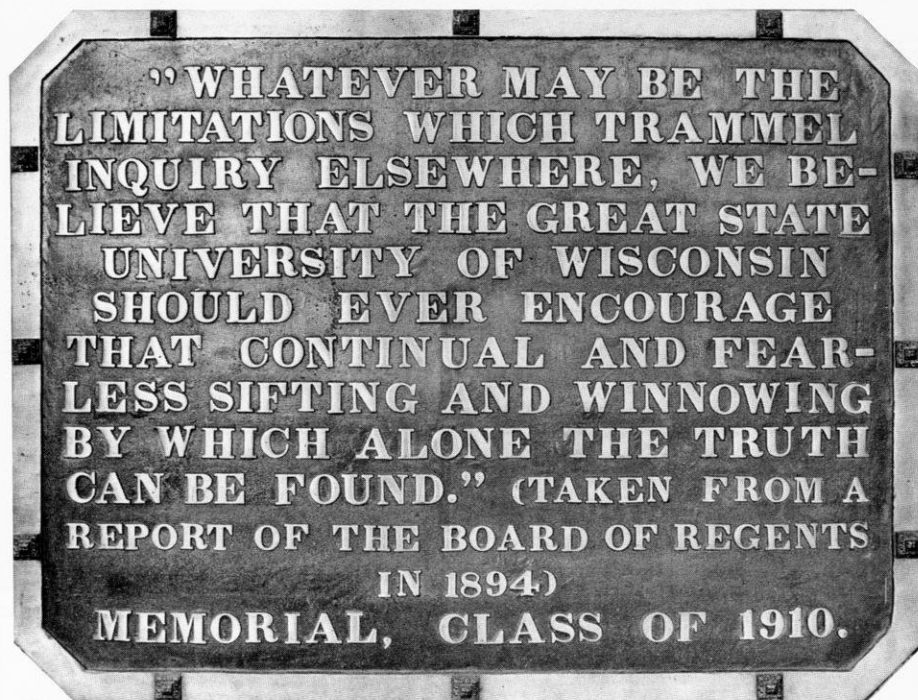 "WHATEVER MAY BE THE
LIMITATIONS WHICH TRAMMEL
INQUIRY ELSEWHERE, WE BE-
LIEVE THAT THE GREAT STATE
UNIVERSITY OF WISCONSIN
SHOULD EVER ENCOURAGE
THAT CONTINUAL AND FEAR-
LESS SIFTING AND WINNOWING
BY WHICH ALONE THE TRUTH
CAN BE FOUND." (TAKEN FROM A
REPORT OF THE BOARD OF REGENTS
IN 1894)
MEMORIAL, CLASS OF 1910.